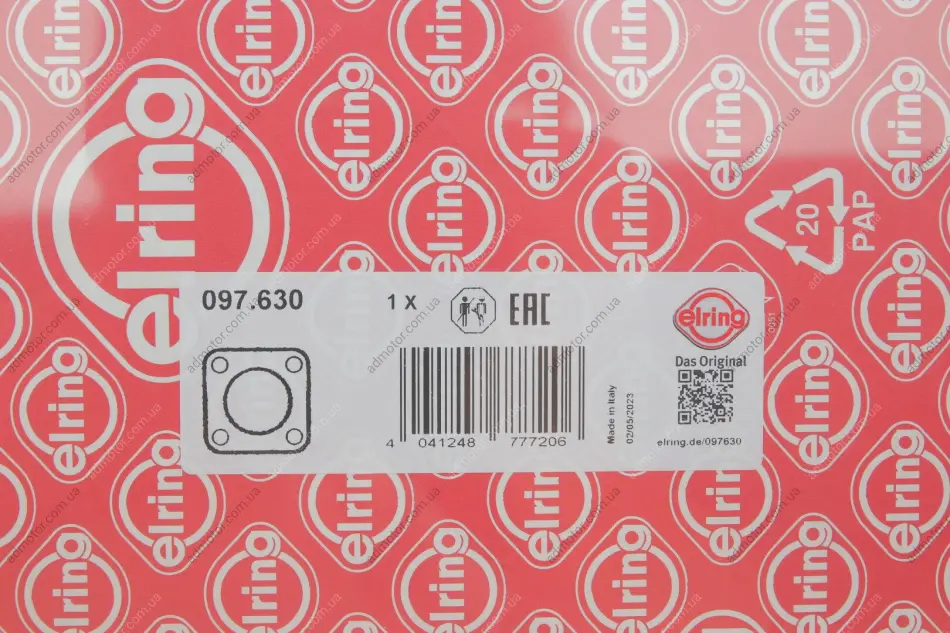 097.630
1 X
EAC
elring
Das Original
4 041248 777206
Made in Italy
02/05/2023
elring.de/097630
0051
20
PAP
elring
admotor.com.ua